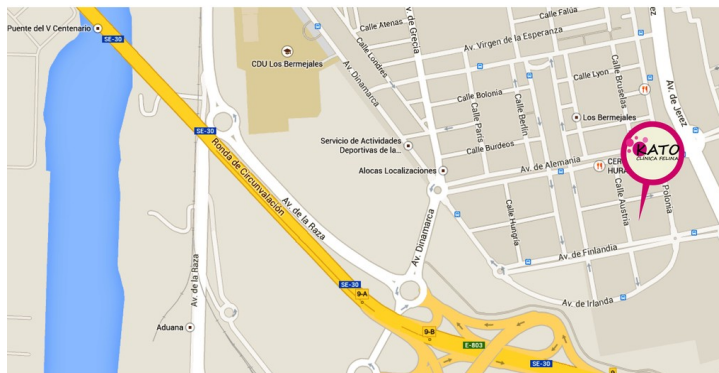 Puente del V Centenario
SE-30
Calle Atenas
Av. de Grecia
Calle Falúa
Av. de Jerez
Av. Virgen de la Esperanza
Calle Londres
CDU Los Bermejales
Av. Dinamarca
Calle Lyon
Calle Bruselas
Calle Bolonia
Calle París
Calle Berlín
Los Bermejales
SE-30
Ronda de Circunvalación
Servicio de Actividades
Deportivas de la...
Calle Burdeos
KATO
CLÍNICA FELINA
Alocas Localizaciones
Av. de Alemania
CER
HURA
Calle Austria
Polonia
Av. de la Raza
Calle Hungría
Av. Dinamarca
Av. de Finlandia
Av. de la Raza
SE-30
9-A
Av. de Irlanda
Aduana
9-B
E-803
SE-30